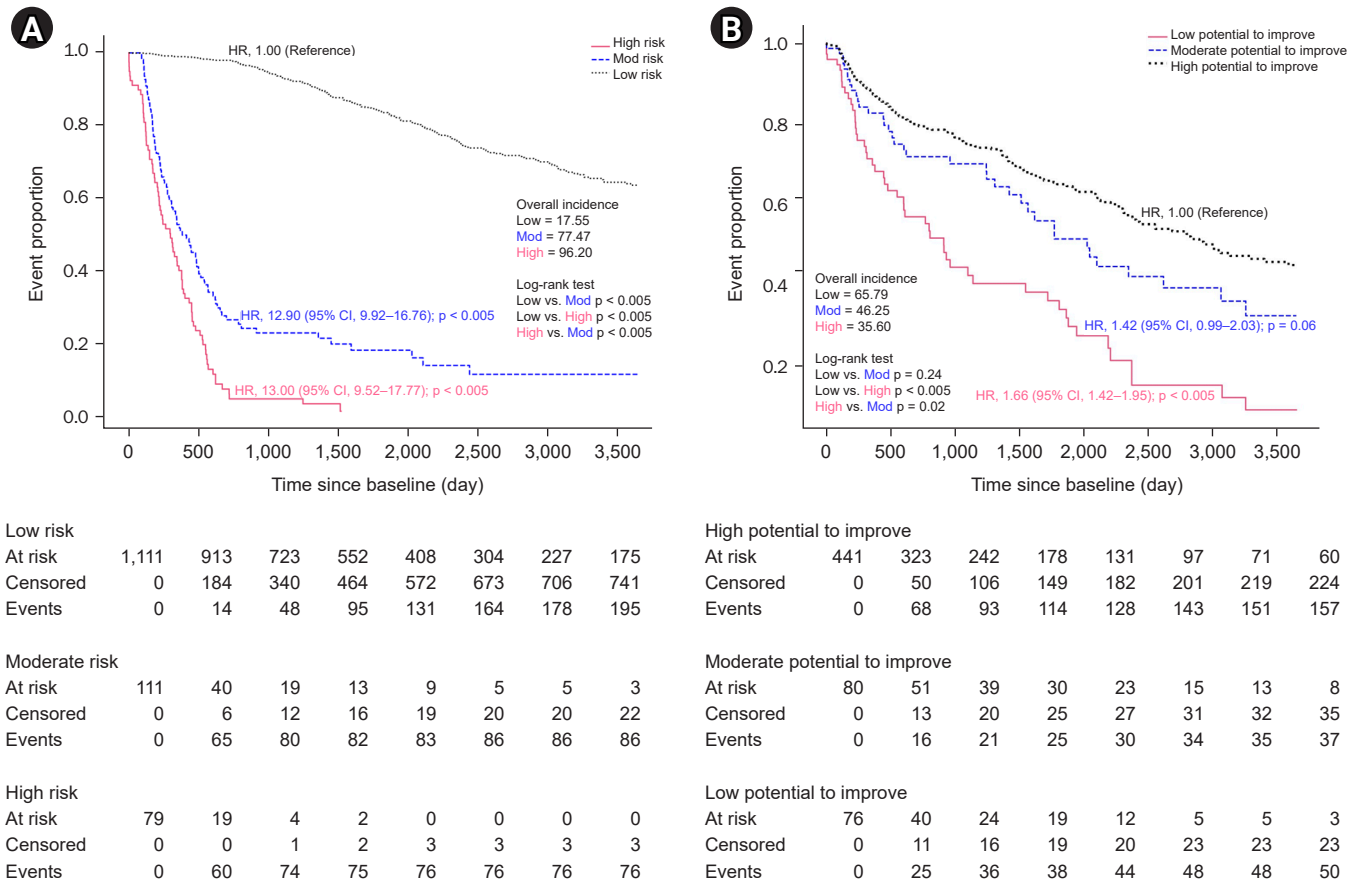 A
Event proportion
1.0
0.8
0.6
0.4
0.2
0.0
HR, 1.00 (Reference)
High risk
Mod risk
Low risk
Overall incidence
Low = 17.55
Mod = 77.47
High = 96.20
Log-rank test
Low vs. Mod p < 0.005
Low vs. High p < 0.005
High vs. Mod p < 0.005
HR, 12.90 (95% CI, 9.92–16.76); p < 0.005
HR, 13.00 (95% CI, 9.52–17.77); p < 0.005
0 500 1,000 1,500 2,000 2,500 3,000 3,500
Time since baseline (day)
Low risk
At risk 1,111 913 723 552 408 304 227 175
Censored 0 184 340 464 572 673 706 741
Events 0 14 48 95 131 164 178 195
Moderate risk
At risk 111 40 19 13 9 5 5 3
Censored 0 6 12 16 19 20 20 22
Events 0 65 80 82 83 86 86 86
High risk
At risk 79 19 4 2 0 0 0 0
Censored 0 0 1 2 3 3 3 3
Events 0 60 74 75 76 76 76 76
B
Event proportion
1.0
0.8
0.6
0.4
0.2
Low potential to improve
Moderate potential to improve
High potential to improve
HR, 1.00 (Reference)
Overall incidence
Low = 65.79
Mod = 46.25
High = 35.60
HR, 1.42 (95% CI, 0.99–2.03); p = 0.06
Log-rank test
Low vs. Mod p = 0.24
Low vs. High p < 0.005
High vs. Mod p = 0.02
HR, 1.66 (95% CI, 1.42–1.95); p < 0.005
0 500 1,000 1,500 2,000 2,500 3,000 3,500
Time since baseline (day)
High potential to improve
At risk 441 323 242 178 131 97 71 60
Censored 0 50 106 149 182 201 219 224
Events 0 68 93 114 128 143 151 157
Moderate potential to improve
At risk 80 51 39 30 23 15 13 8
Censored 0 13 20 25 27 31 32 35
Events 0 16 21 25 30 34 35 37
Low potential to improve
At risk 76 40 24 19 12 5 5 3
Censored 0 11 16 19 20 23 23 23
Events 0 25 36 38 44 48 48 50